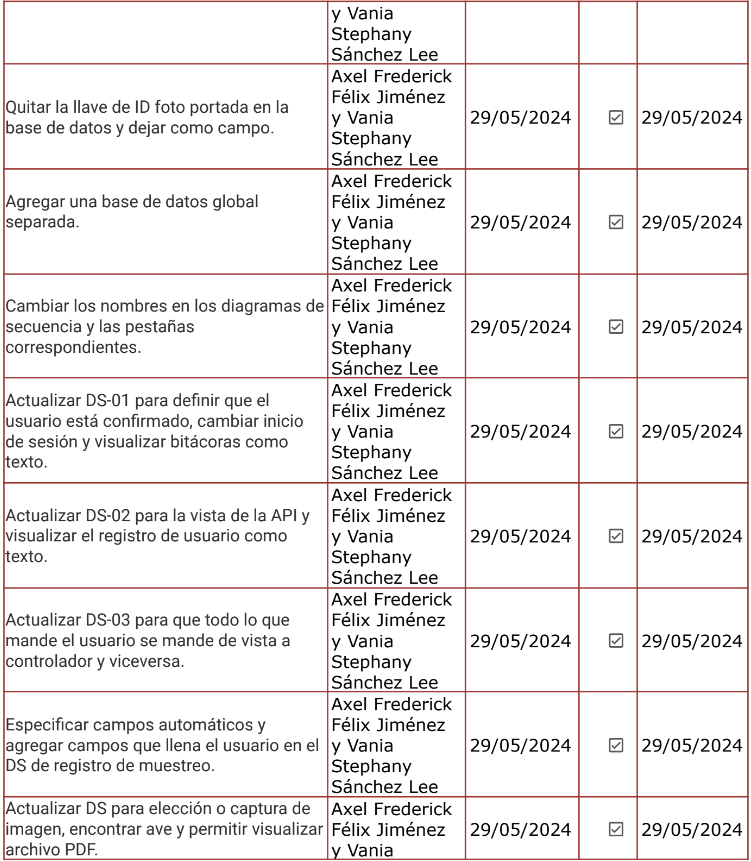 y Vania
Stephany
Sánchez Lee
Quitar la llave de ID foto portada en la
base de datos y dejar como campo.
Axel Frederick
Félix Jiménez
y Vania
Stephany
Sánchez Lee
29/05/2024
29/05/2024
Agregar una base de datos global
separada.
Axel Frederick
Félix Jiménez
y Vania
Stephany
Sánchez Lee
29/05/2024
29/05/2024
Cambiar los nombres en los diagramas de
secuencia y las pestañas
correspondientes.
Axel Frederick
Félix Jiménez
y Vania
Stephany
Sánchez Lee
29/05/2024
29/05/2024
Actualizar DS-01 para definir que el
usuario está confirmado, cambiar inicio
de sesión y visualizar bitácoras como
texto.
Axel Frederick
Félix Jiménez
y Vania
Stephany
Sánchez Lee
29/05/2024
29/05/2024
Actualizar DS-02 para la vista de la API y
visualizar el registro de usuario como
texto.
Axel Frederick
Félix Jiménez
y Vania
Stephany
Sánchez Lee
29/05/2024
29/05/2024
Actualizar DS-03 para que todo lo que
mande el usuario se mande de vista a
controlador y viceversa.
Axel Frederick
Félix Jiménez
y Vania
Stephany
Sánchez Lee
29/05/2024
29/05/2024
Especificar campos automáticos y
agregar campos que llena el usuario en el
DS de registro de muestreo.
Axel Frederick
Félix Jiménez
y Vania
Stephany
Sánchez Lee
29/05/2024
29/05/2024
Actualizar DS para elección o captura de
imagen, encontrar ave y permitir visualizar
archivo PDF.
Axel Frederick
Félix Jiménez
y Vania
29/05/2024
29/05/2024